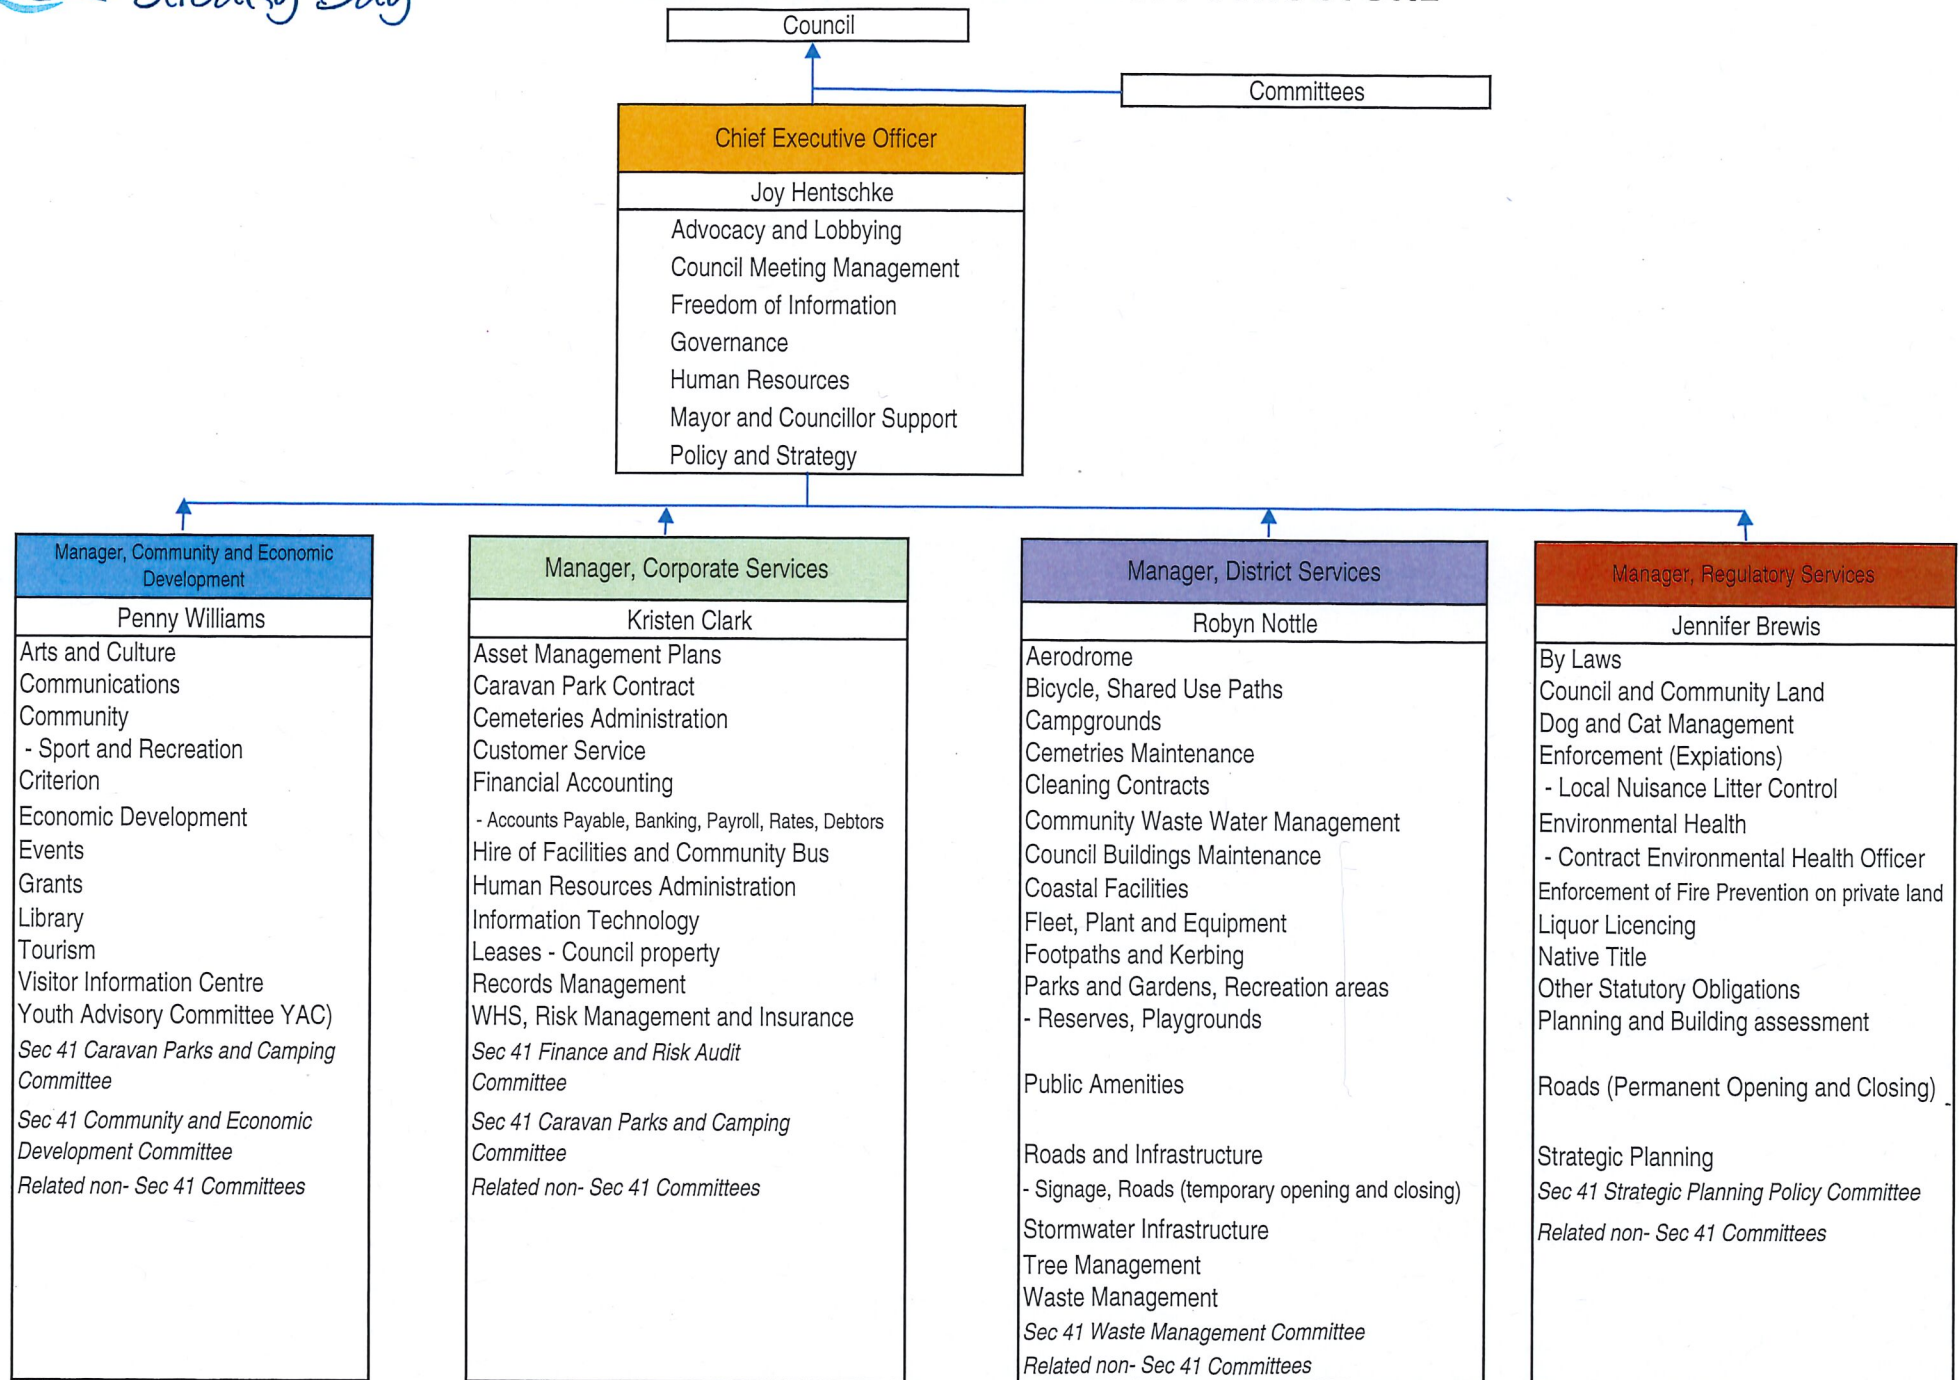 Council
Committees
Chief Executive Officer
Joy Hentschke
Advocacy and Lobbying
Council Meeting Management
Freedom of Information
Governance
Human Resources
Mayor and Councillor Support
Policy and Strategy
Manager, Community and Economic
Development
Penny Williams
Arts and Culture
Communications
Community
- Sport and Recreation
Criterion
Economic Development
Events
Grants
Library
Tourism
Visitor Information Centre
Youth Advisory Committee YAC)
Sec 41 Caravan Parks and Camping
Committee
Sec 41 Community and Economic
Development Committee
Related non- Sec 41 Committees
Manager, Corporate Services
Kristen Clark
Asset Management Plans
Caravan Park Contract
Cemeteries Administration
Customer Service
Financial Accounting
- Accounts Payable, Banking, Payroll, Rates, Debtors
Hire of Facilities and Community Bus
Human Resources Administration
Information Technology
Leases - Council property
Records Management
WHS, Risk Management and Insurance
Sec 41 Finance and Risk Audit
Committee
Sec 41 Caravan Parks and Camping
Committee
Related non- Sec 41 Committees
Manager, District Services
Robyn Nottle
Aerodrome
Bicycle, Shared Use Paths
Campgrounds
Cemetries Maintenance
Cleaning Contracts
Community Waste Water Management
Council Buildings Maintenance
Coastal Facilities
Fleet, Plant and Equipment
Footpaths and Kerbing
Parks and Gardens, Recreation areas
- Reserves, Playgrounds
Public Amenities
Roads and Infrastructure
- Signage, Roads (temporary opening and closing)
Stormwater Infrastructure
Tree Management
Waste Management
Sec 41 Waste Management Committee
Related non- Sec 41 Committees
Manager, Regulatory Services
Jennifer Brewis
By Laws
Council and Community Land
Dog and Cat Management
Enforcement (Expiations)
- Local Nuisance Litter Control
Environmental Health
- Contract Environmental Health Officer
Enforcement of Fire Prevention on private land
Liquor Licencing
Native Title
Other Statutory Obligations
Planning and Building assessment
Roads (Permanent Opening and Closing)
Strategic Planning
Sec 41 Strategic Planning Policy Committee
Related non- Sec 41 Committees